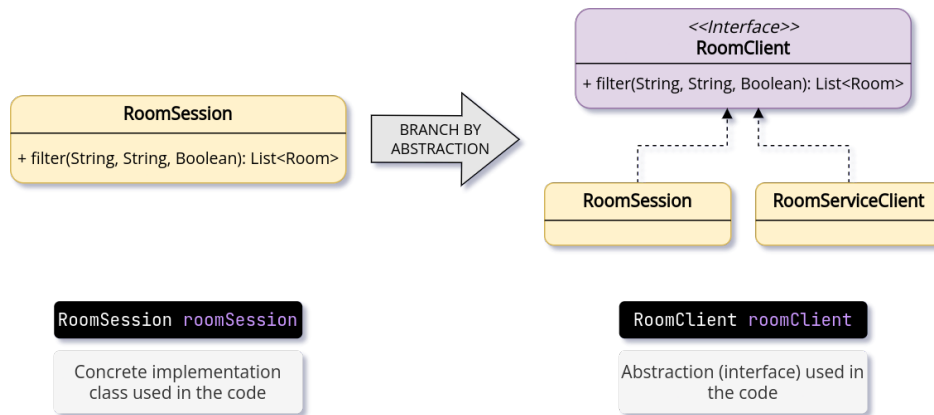 RoomSession
+ filter(String, String, Boolean): List<Room>
BRANCH BY
ABSTRACTION
<<Interface>>
RoomClient
+ filter(String, String, Boolean): List<Room>
RoomSession
RoomServiceClient
RoomSession roomSession
Concrete implementation
class used in the code
RoomClient roomClient
Abstraction (interface) used in
the code